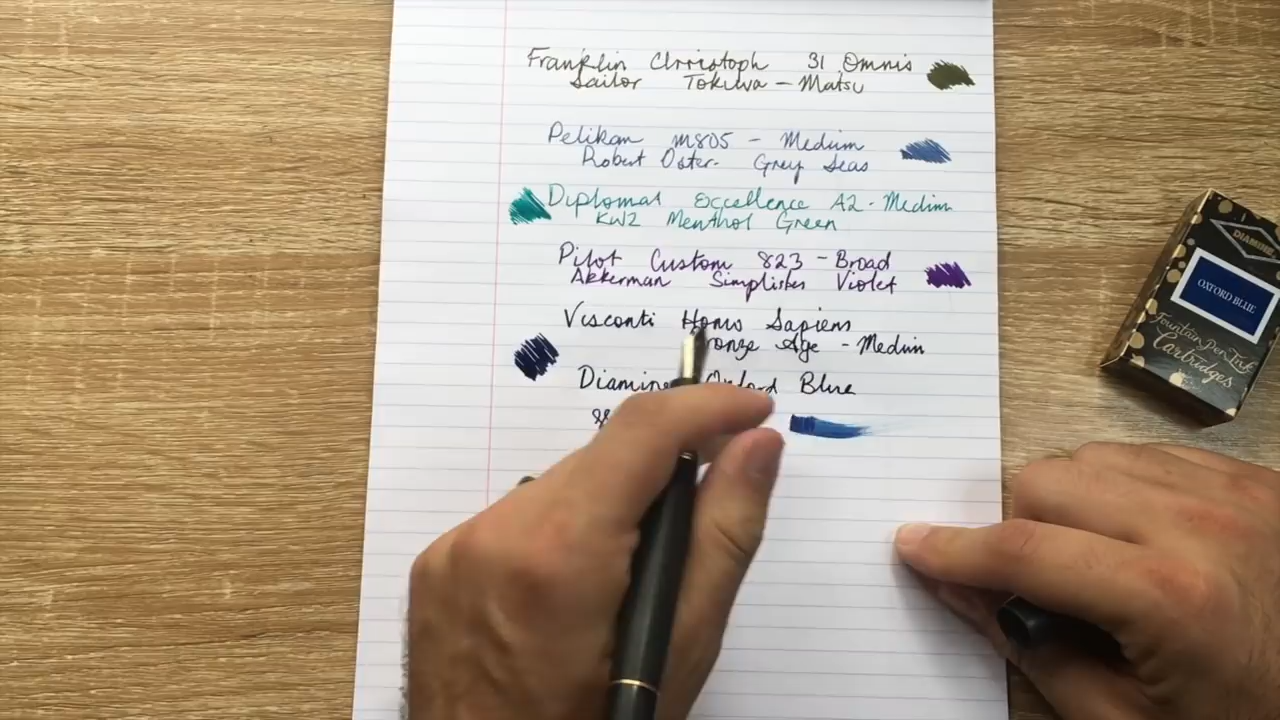 Franklin Christoph 31 Omnis
Sailor Tokiwa - Matsu
Pelikan M805 - Medium
Robert Oster - Grey Seas
Diplomat Excellence A2 - Medium
KWZ Menthol Green
Pilot Custom 823 - Broad
Akkerman Simplistes Violet
Visconti Homo Sapiens
ronze Age - Medium
Diamine Oxford Blue
DIAMINE
OXFORD BLUE
Fountain Pen Ink
Cartridges